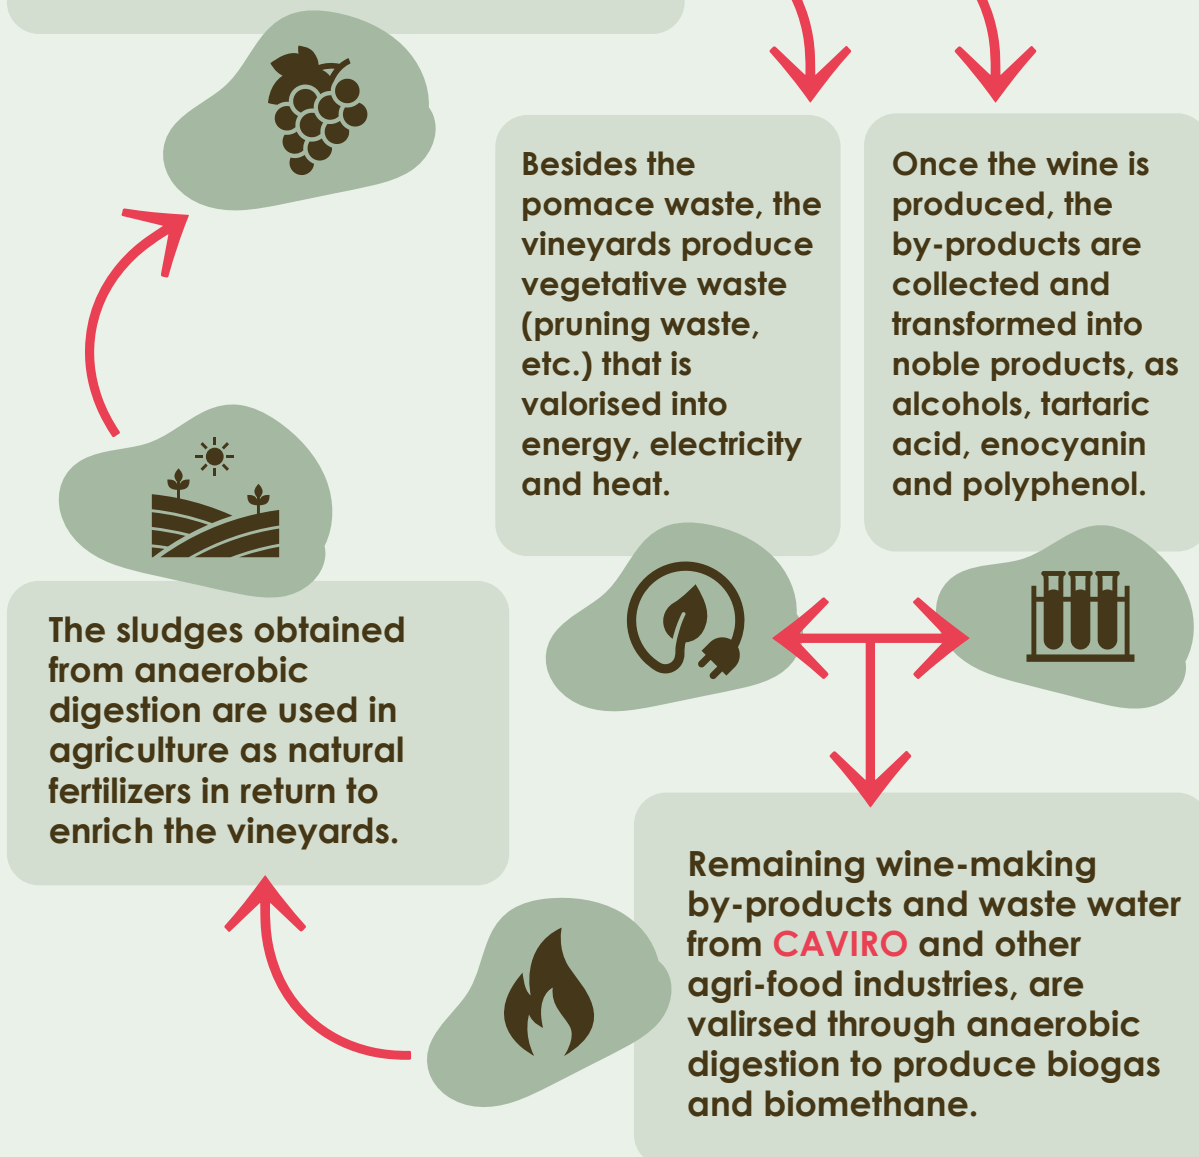 Besides the
pomace waste, the
vineyards produce
vegetative waste
(pruning waste,
etc.) that is
valorised into
energy, electricity
and heat.
Once the wine is
produced, the
by-products are
collected and
transformed into
noble products, as
alcohols, tartaric
acid, enocyanin
and polyphenol.
The sludges obtained
from anaerobic
digestion are used in
agriculture as natural
fertilizers in return to
enrich the vineyards.
Remaining wine-making
by-products and waste water
from CAVIRO and other
agri-food industries, are
valirsed through anaerobic
digestion to produce biogas
and biomethane.